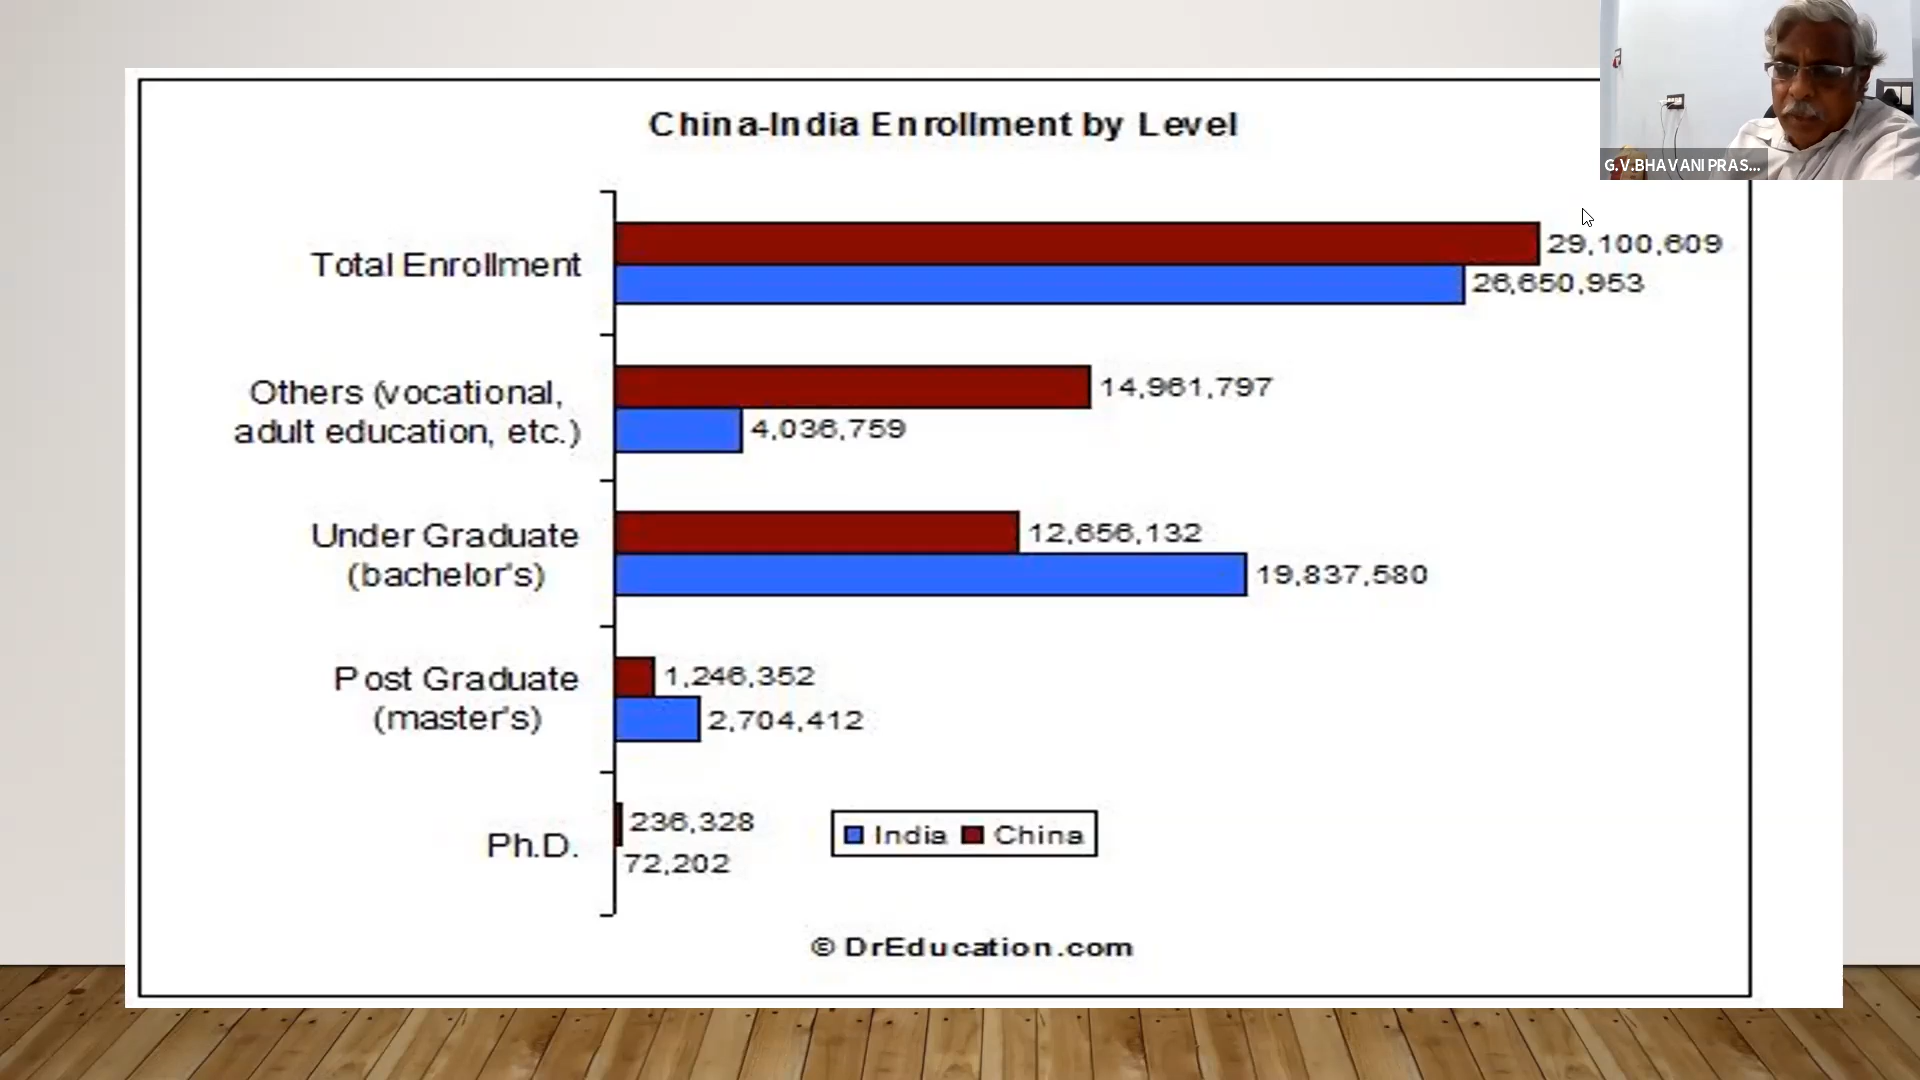 China-India Enrollment by Level
G.V.BHAVANI PRAS...
Total Enrollment
29,100,609
26,650,953
Others (vocational,
adult education, etc.)
14,961,797
4,036,759
Under Graduate
(bachelor's)
12,656,132
19,837,580
Post Graduate
(master's)
1,246,352
2,704,412
Ph.D.
236,328
72,202
India China
© DrEducation.com